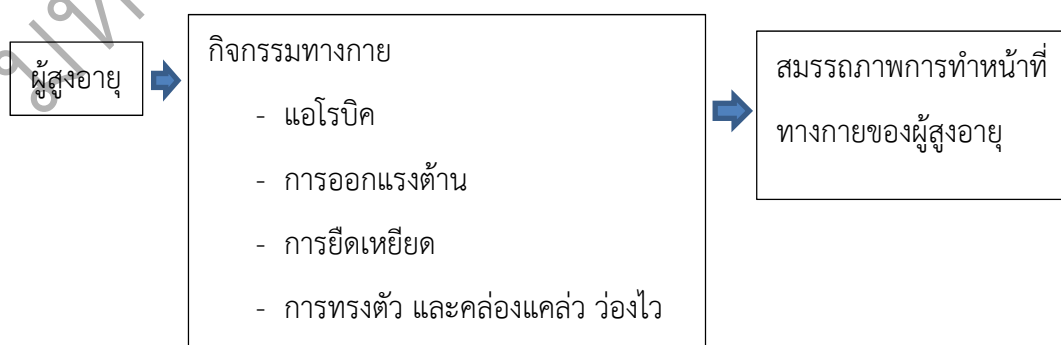 ผู้สูงอายุ
กิจกรรมทางกาย
- แอโรบิค
- การออกแรงต้าน
- การยืดเหยียด
- การทรงตัว และคล่องแคล่ว ว่องไว
สมรรถภาพการทำหน้าที่
ทางกายของผู้สูงอายุ